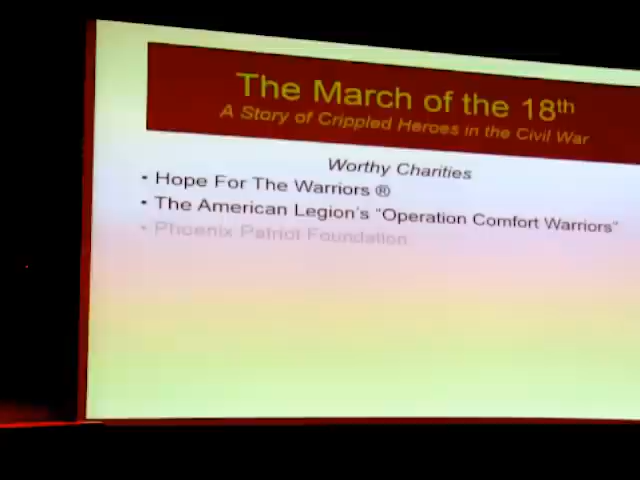 The March of the 18th
A Story of Crippled Heroes in the Civil War
Worthy Charities
• Hope For The Warriors ®
• The American Legion's "Operation Comfort Warriors"
• Phoenix Patriot Foundation